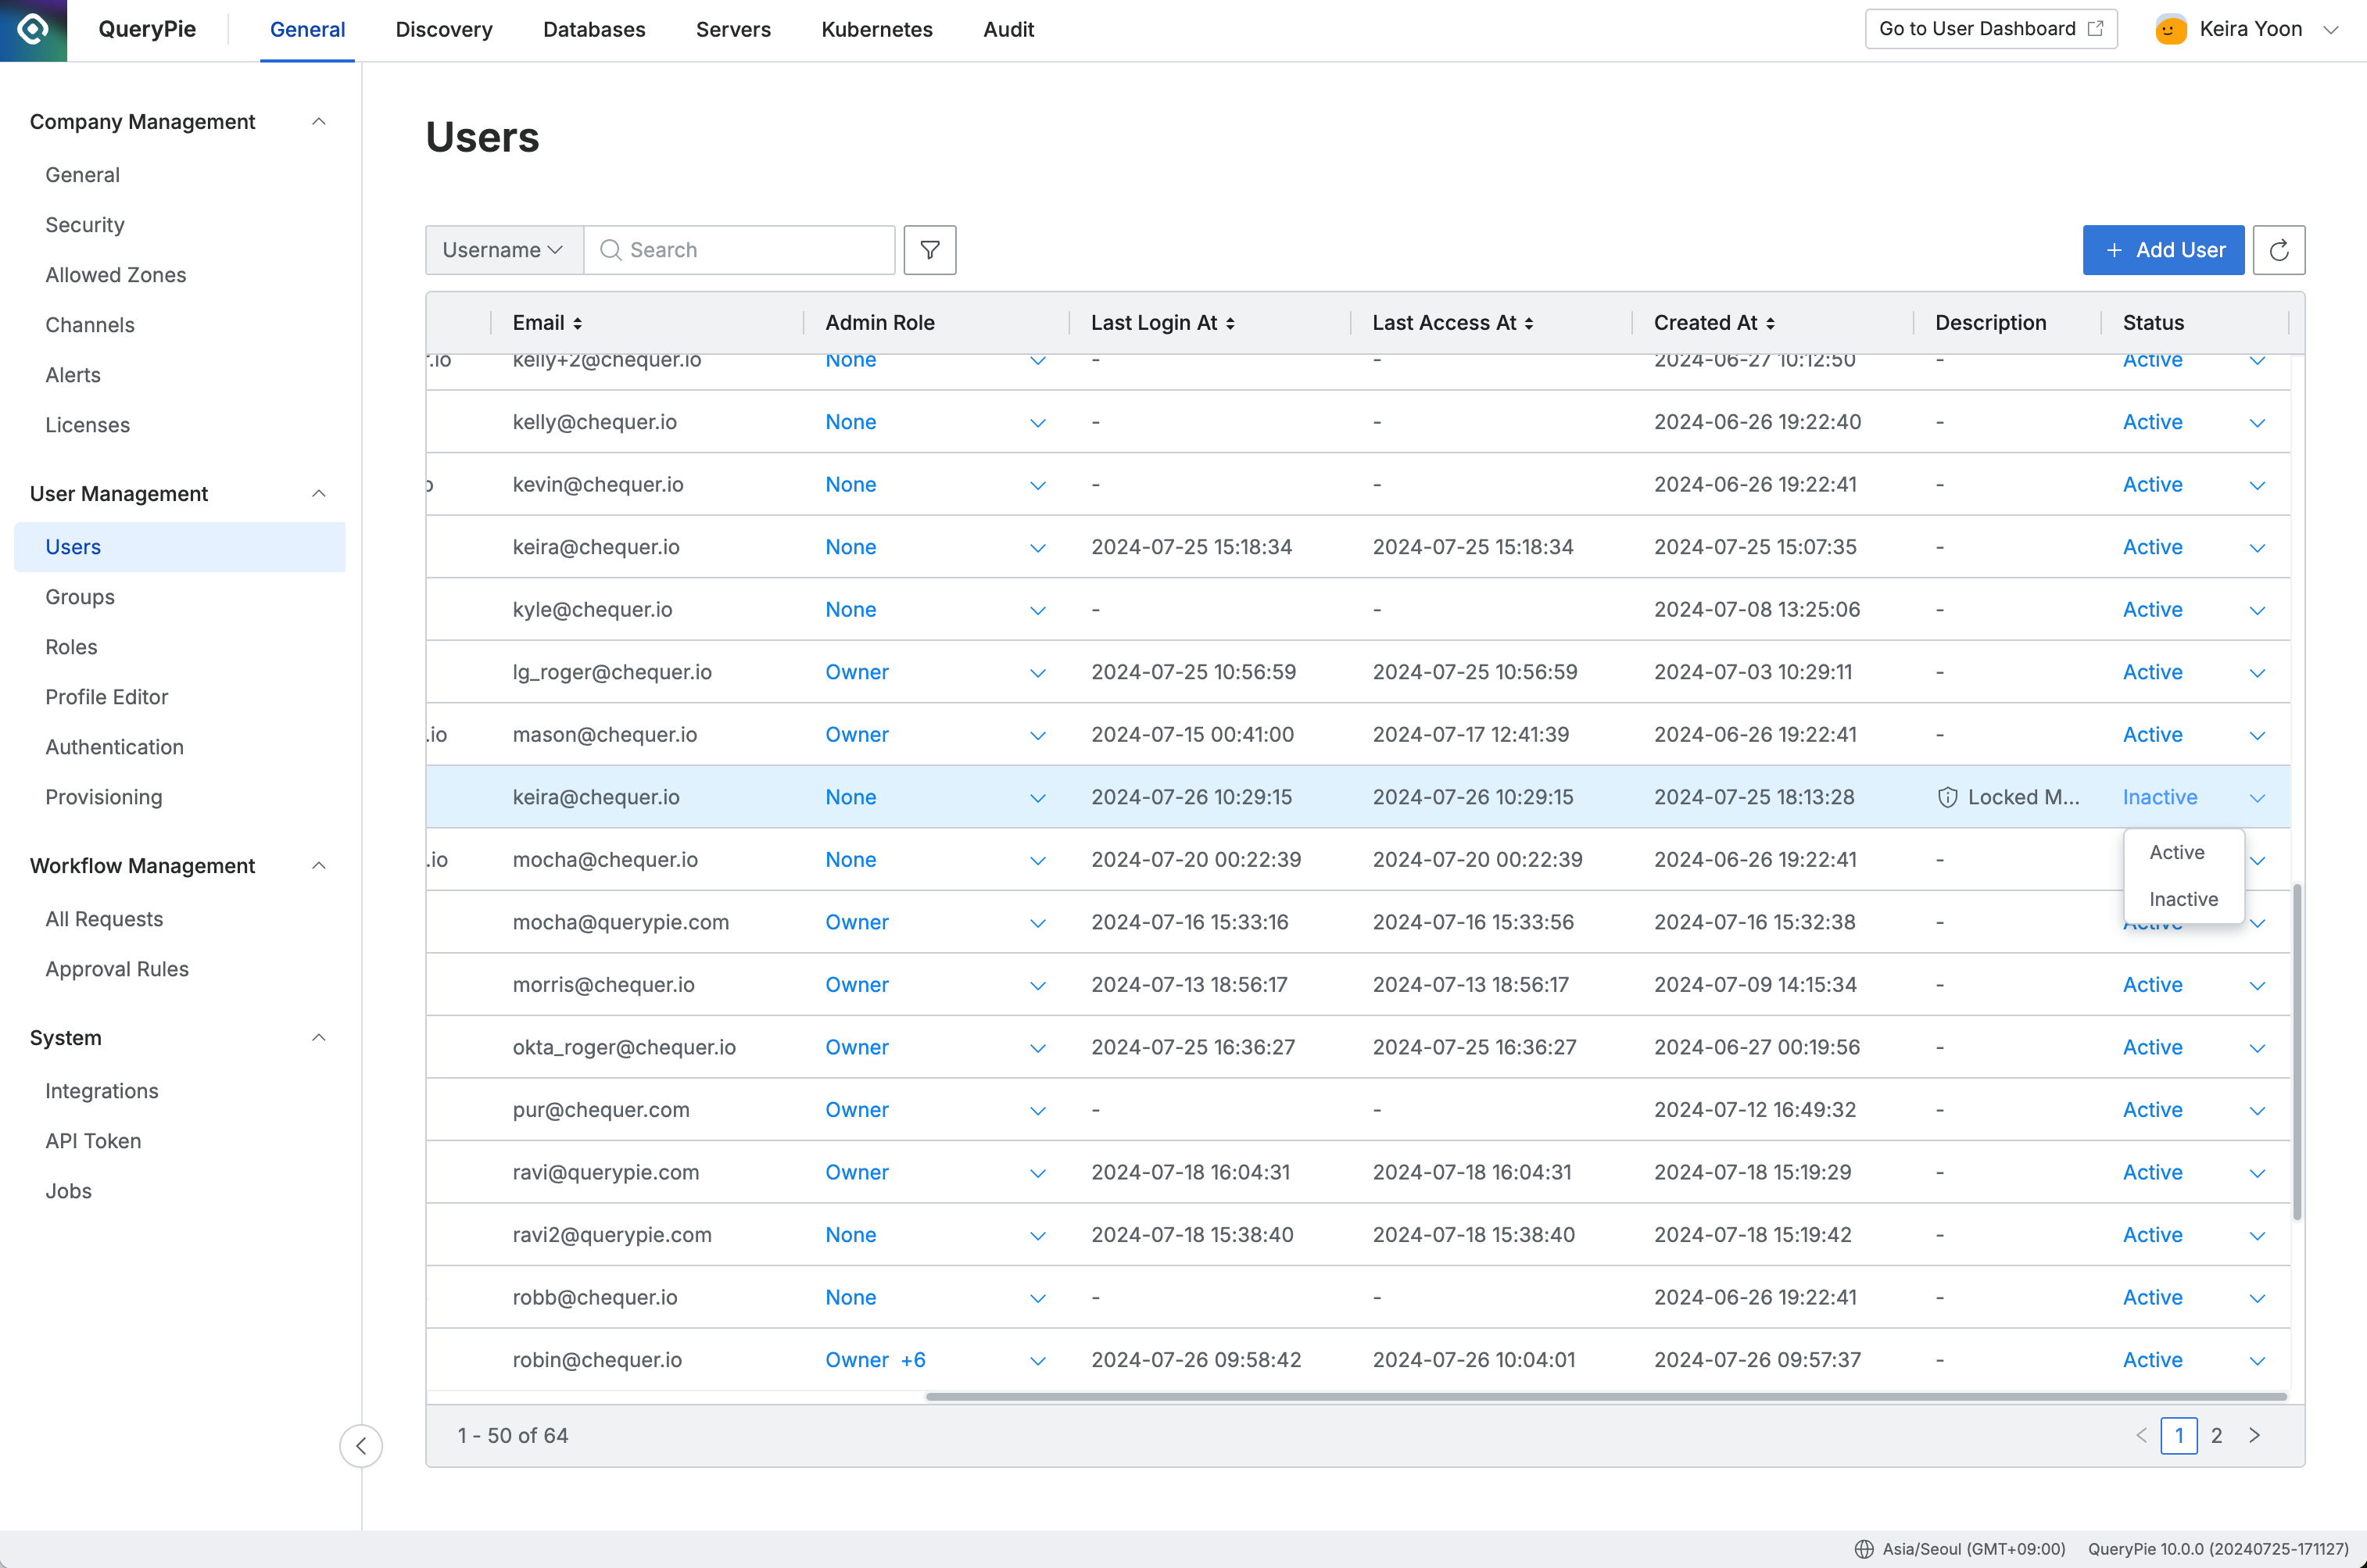 QueryPie General Discovery Databases Servers Kubernetes Audit Go to User Dashboard Keira Yoon
Company Management
General
Security
Allowed Zones
Channels
Alerts
Licenses
User Management
Users
Groups
Roles
Profile Editor
Authentication
Provisioning
Workflow Management
All Requests
Approval Rules
System
Integrations
API Token
Jobs
Users
Username Search Add User
Email Admin Role Last Login At Last Access At Created At Description Status
r.io kelly+2@chequer.io None - - 2024-06-27 10:12:50 - Active
kelly@chequer.io None - - 2024-06-26 19:22:40 - Active
o kevin@chequer.io None - - 2024-06-26 19:22:41 - Active
keira@chequer.io None 2024-07-25 15:18:34 2024-07-25 15:18:34 2024-07-25 15:07:35 - Active
kyle@chequer.io None - - 2024-07-08 13:25:06 - Active
lg_roger@chequer.io Owner 2024-07-25 10:56:59 2024-07-25 10:56:59 2024-07-03 10:29:11 - Active
.io mason@chequer.io Owner 2024-07-15 00:41:00 2024-07-17 12:41:39 2024-06-26 19:22:41 - Active
keira@chequer.io None 2024-07-26 10:29:15 2024-07-26 10:29:15 2024-07-25 18:13:28 Locked M... Inactive
.io mocha@chequer.io None 2024-07-20 00:22:39 2024-07-20 00:22:39 2024-06-26 19:22:41 -
Active
Inactive
mocha@querypie.com Owner 2024-07-16 15:33:16 2024-07-16 15:33:56 2024-07-16 15:32:38 - Active
morris@chequer.io Owner 2024-07-13 18:56:17 2024-07-13 18:56:17 2024-07-09 14:15:34 - Active
okta_roger@chequer.io Owner 2024-07-25 16:36:27 2024-07-25 16:36:27 2024-06-27 00:19:56 - Active
pur@chequer.com Owner - - 2024-07-12 16:49:32 - Active
ravi@querypie.com Owner 2024-07-18 16:04:31 2024-07-18 16:04:31 2024-07-18 15:19:29 - Active
ravi2@querypie.com None 2024-07-18 15:38:40 2024-07-18 15:38:40 2024-07-18 15:19:42 - Active
robb@chequer.io None - - 2024-06-26 19:22:41 - Active
robin@chequer.io Owner +6 2024-07-26 09:58:42 2024-07-26 10:04:01 2024-07-26 09:57:37 - Active
1 - 50 of 64 1 2
Asia/Seoul (GMT+09:00) QueryPie 10.0.0 (20240725-171127)